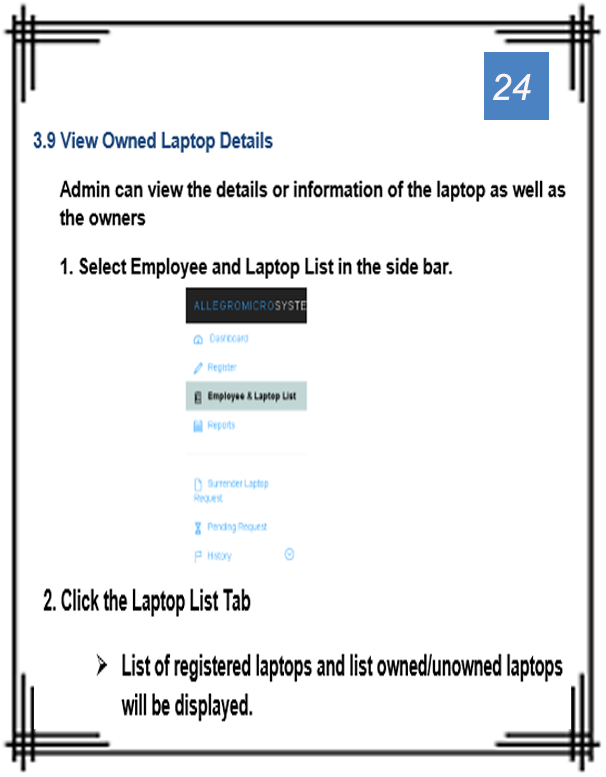 24
3.9 View Owned Laptop Details
Admin can view the details or information of the laptop as well as
the owners
1. Select Employee and Laptop List in the side bar.
ALLEGROMICROSYSTE
Dashboard
Register
Employee & Laptop List
Reports
Surrender Laptop
Request
Pending Request
History
2. Click the Laptop List Tab
➢ List of registered laptops and list owned/unowned laptops
will be displayed.